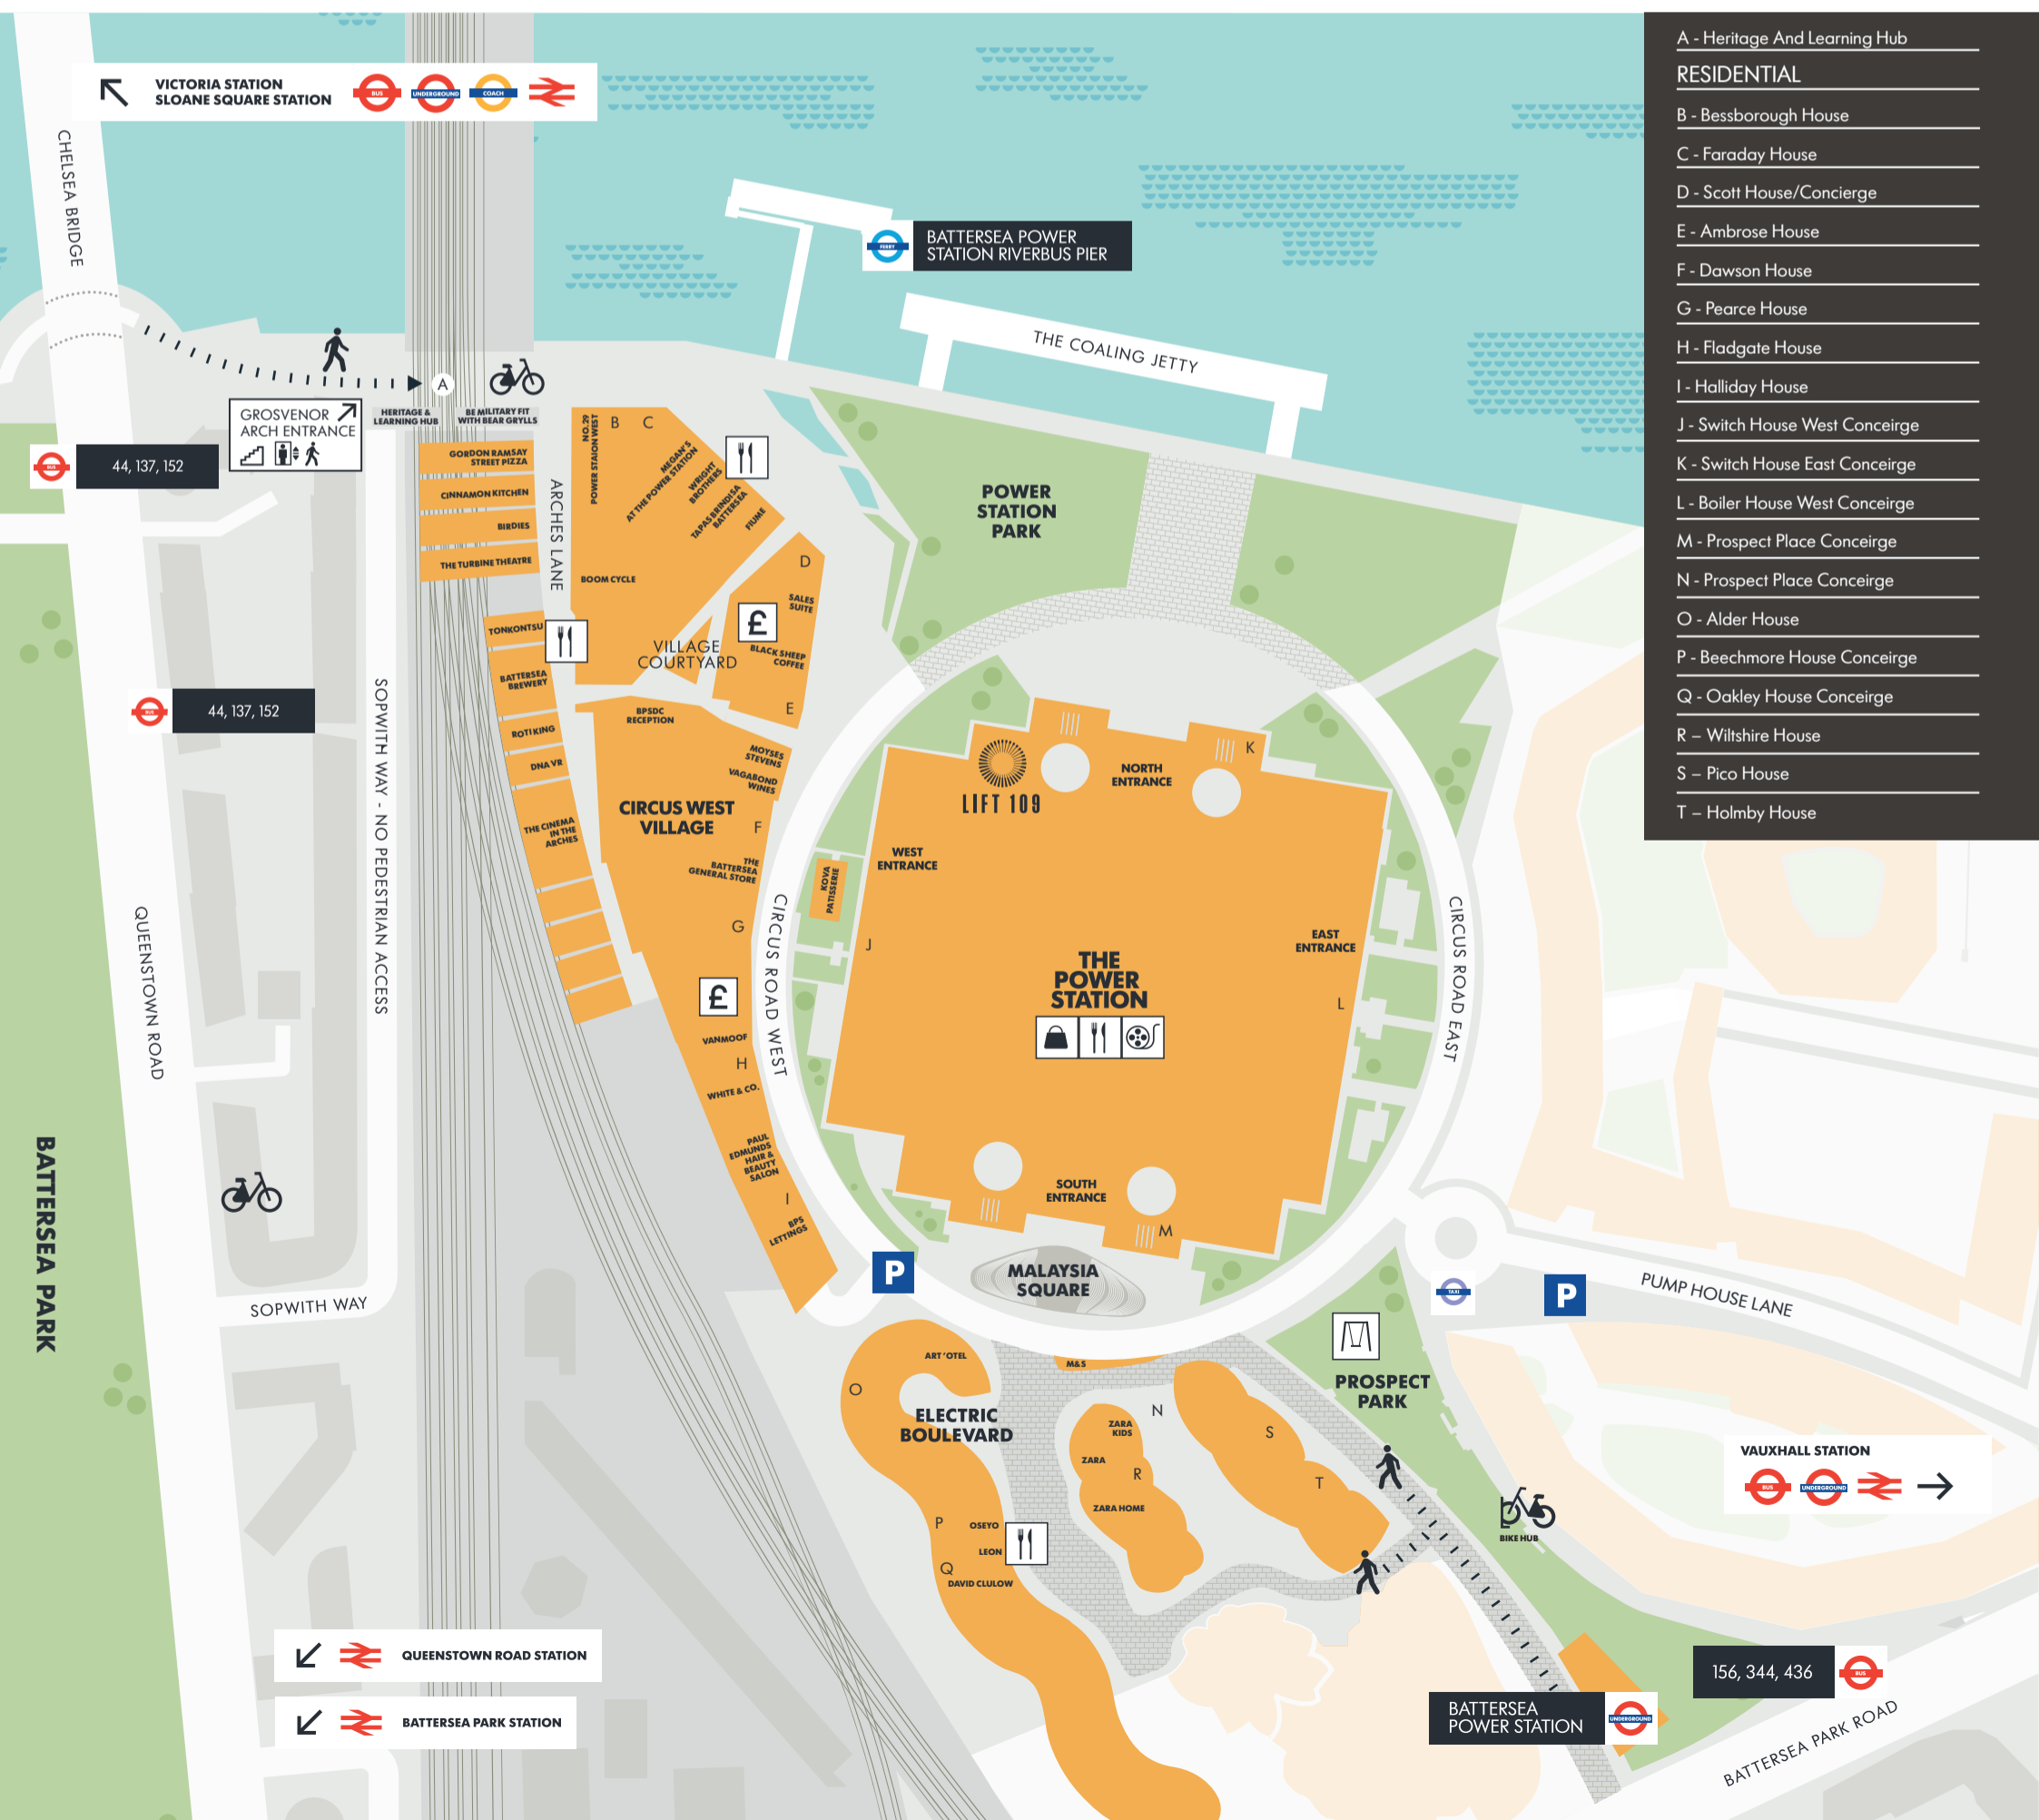 VICTORIA STATION
SLOANE SQUARE STATION
BUS
UNDERGROUND
COACH
CHELSEA BRIDGE
FERRY
BATTERSEA POWER
STATION RIVERBUS PIER
THE COALING JETTY
A
GROSVENOR
ARCH ENTRANCE
HERITAGE &
LEARNING HUB
BE MILITARY FIT
WITH BEAR GRYLLS
BUS
44, 137, 152
GORDON RAMSAY
STREET PIZZA
CINNAMON KITCHEN
BIRDIES
THE TURBINE THEATRE
ARCHES LANE
NO.29
POWER STAION WEST
B
C
MEGAN'S
AT THE POWER STATION
WRIGHT
BROTHERS
TAPAS BRINDISA
BATTERSEA
FIUME
BOOM CYCLE
D
SALES
SUITE
£
BLACK SHEEP
COFFEE
E
VILLAGE
COURTYARD
POWER
STATION
PARK
TONKONTSU
BATTERSEA
BREWERY
ROTI KING
DNA VR
THE CINEMA
IN THE
ARCHES
BUS
44, 137, 152
SOPWITH WAY - NO PEDESTRIAN ACCESS
QUEENSTOWN ROAD
BPSDC
RECEPTION
MOYSES
STEVENS
VAGABOND
WINES
CIRCUS WEST
VILLAGE
F
THE
BATTERSEA
GENERAL STORE
G
£
VANMOOF
H
WHITE & CO.
PAUL
EDMUNDS
HAIR &
BEAUTY
SALON
I
BPS
LETTINGS
CIRCUS ROAD WEST
KOVA
PATISSERIE
LIFT 109
NORTH
ENTRANCE
K
WEST
ENTRANCE
J
EAST
ENTRANCE
L
THE
POWER
STATION
SOUTH
ENTRANCE
M
CIRCUS ROAD EAST
BATTERSEA PARK
SOPWITH WAY
P
MALAYSIA
SQUARE
TAXI
P
PUMP HOUSE LANE
ART'OTEL
O
M&S
ELECTRIC
BOULEVARD
N
ZARA
KIDS
ZARA
R
ZARA HOME
S
T
PROSPECT
PARK
P
OSEYO
LEON
Q
DAVID CLULOW
BIKE HUB
VAUXHALL STATION
BUS
UNDERGROUND
QUEENSTOWN ROAD STATION
BATTERSEA PARK STATION
156, 344, 436
BUS
BATTERSEA
POWER STATION
UNDERGROUND
BATTERSEA PARK ROAD
A - Heritage And Learning Hub
RESIDENTIAL
B - Bessborough House
C - Faraday House
D - Scott House/Concierge
E - Ambrose House
F - Dawson House
G - Pearce House
H - Fladgate House
I - Halliday House
J - Switch House West Conceirge
K - Switch House East Conceirge
L - Boiler House West Conceirge
M - Prospect Place Conceirge
N - Prospect Place Conceirge
O - Alder House
P - Beechmore House Conceirge
Q - Oakley House Conceirge
R – Wiltshire House
S – Pico House
T – Holmby House